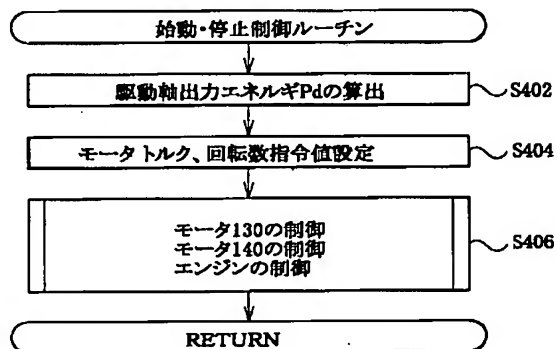 始動・停止制御ルーチン
駆動軸出力エネルギPdの算出
S402
モータトルク、回転数指令値設定
S404
モータ130の制御
モータ140の制御
エンジンの制御
S406
RETURN